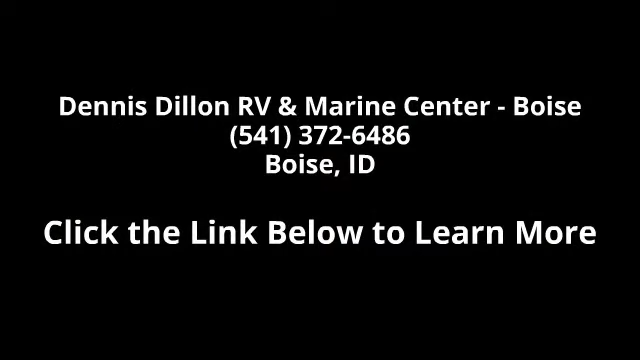 Dennis Dillon RV & Marine Center - Boise
(541) 372-6486
Boise, ID
Click the Link Below to Learn More